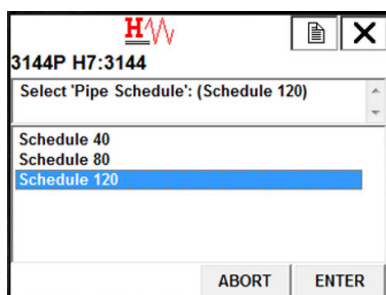 H
3144P H7:3144
Select 'Pipe Schedule': (Schedule 120)
Schedule 40
Schedule 80
Schedule 120
ABORT ENTER